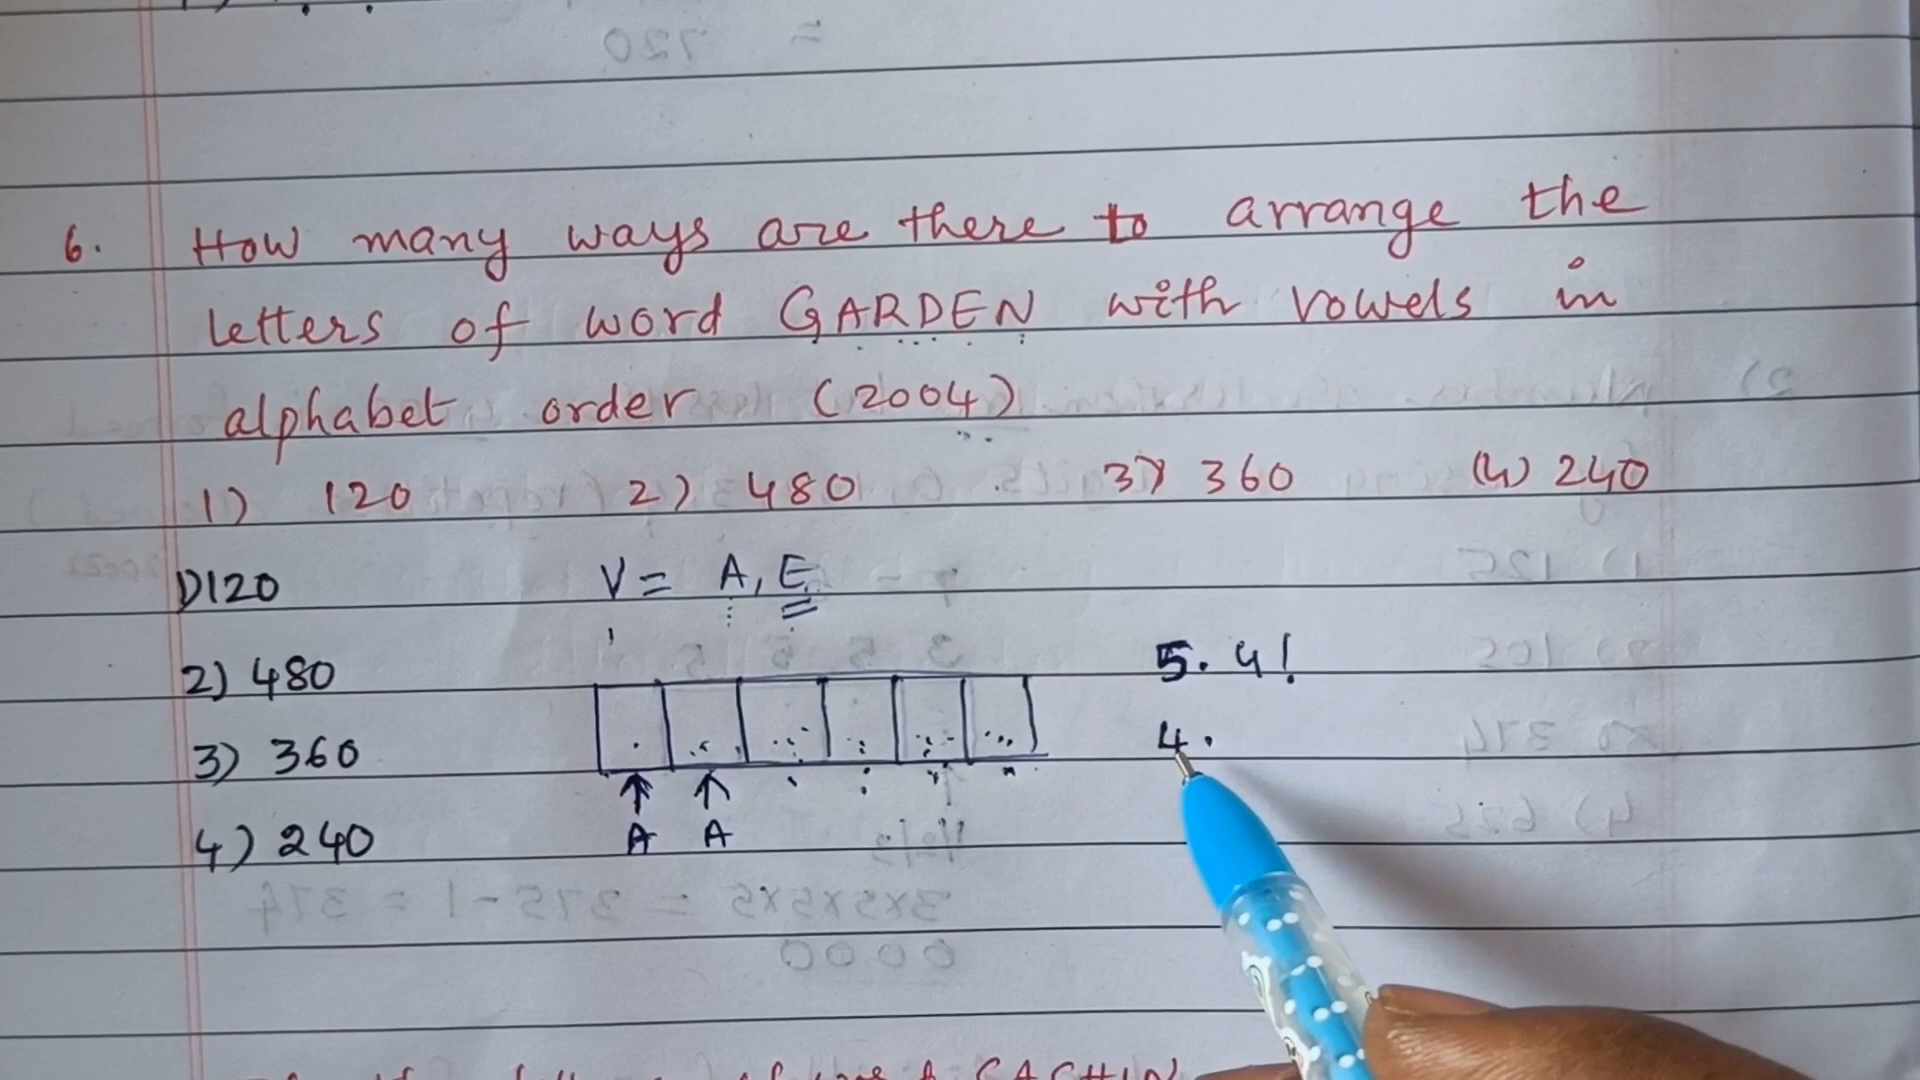 6. How many ways are there to arrange the
letters of word GARDEN with vowels in
alphabet order (2004)
1) 120 2) 480 3) 360 (4) 240
1) 120 V = A, E
2) 480 5. 4!
3) 360 4.
4) 240 A A